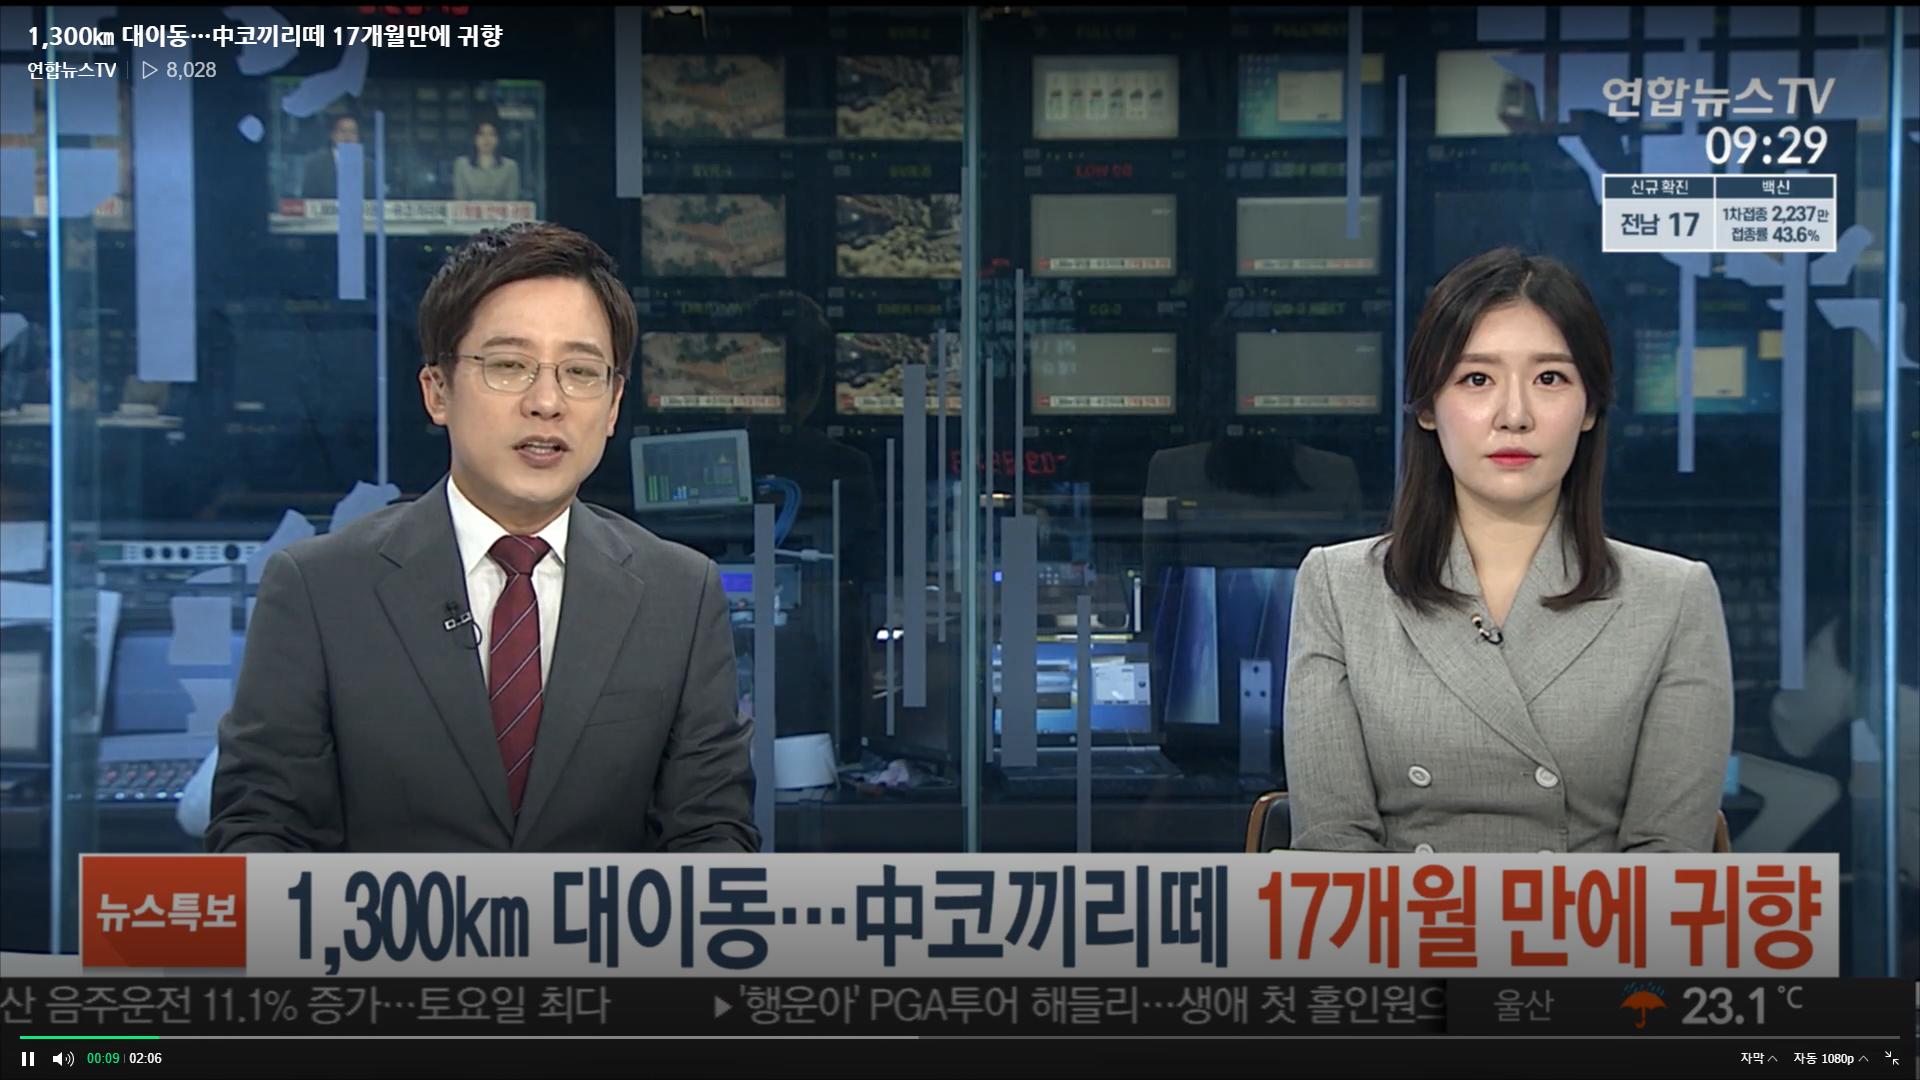 1,300㎞ 대이동…中코끼리떼 17개월만에 귀향
연합뉴스TV ▷ 8,028
연합뉴스TV
09:29
신규확진 백신
전남 17 1차접종 2,237만
접종률 43.6%
뉴스특보 1,300km 대이동…中코끼리떼 17개월 만에 귀향
산 음주운전 11.1% 증가…토요일 최다 ▶'행운아' PGA투어 해들리…생애 첫 홀인원으 울산 23.1℃
00:09 02:06 자막 자동 1080p